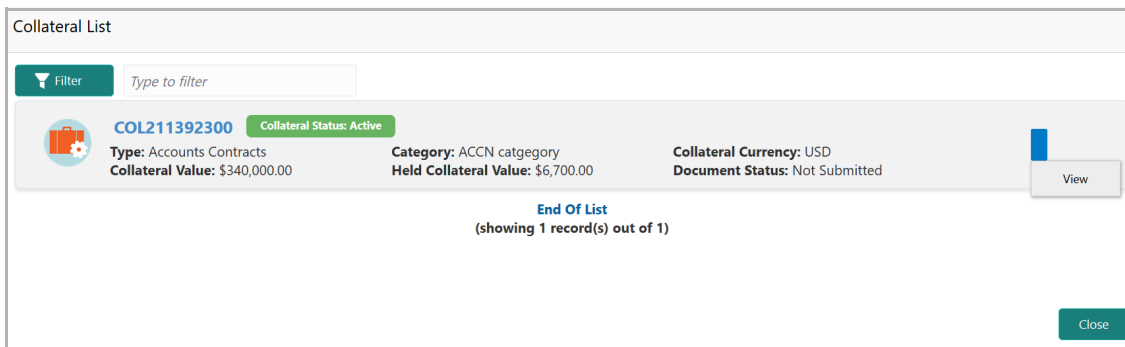 Collateral List
Filter Type to filter
COL211392300 Collateral Status: Active
Type: Accounts Contracts Category: ACCN catgegory Collateral Currency: USD
Collateral Value: $340,000.00 Held Collateral Value: $6,700.00 Document Status: Not Submitted
View
End Of List
(showing 1 record(s) out of 1)
Close